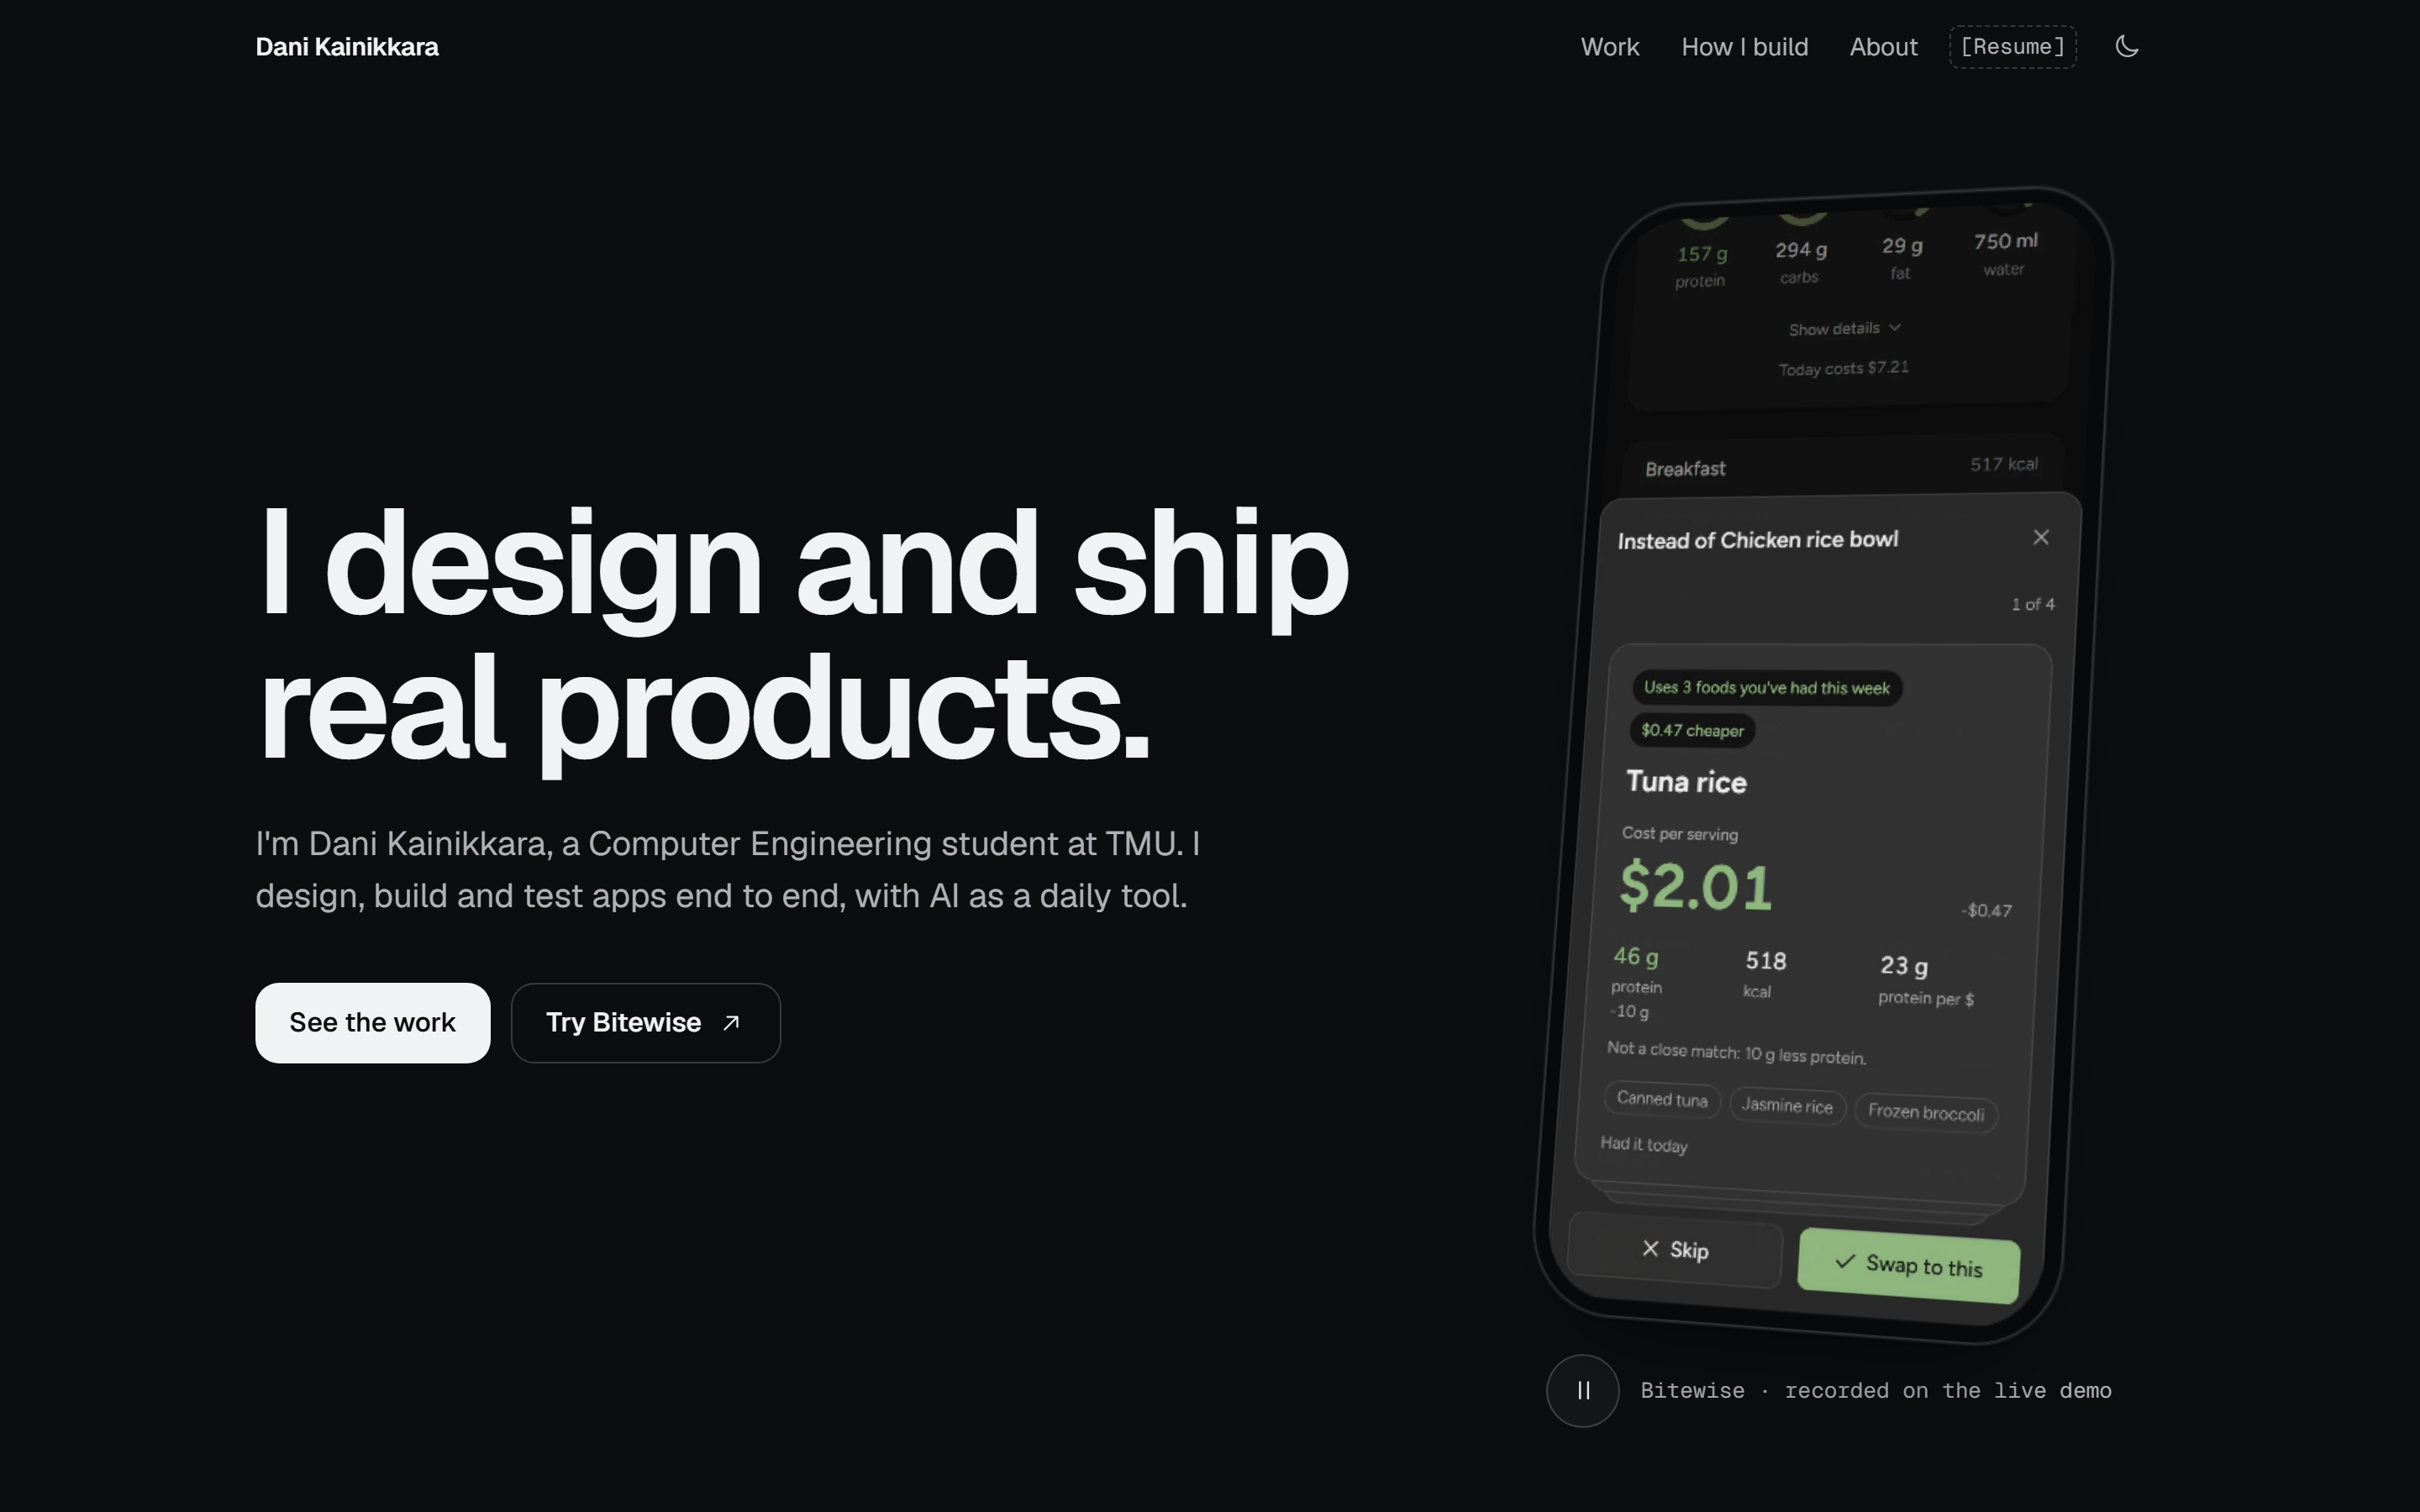 Dani Kainikkara
Work How I build About [Resume]
I design and ship
real products.
I'm Dani Kainikkara, a Computer Engineering student at TMU. I
design, build and test apps end to end, with AI as a daily tool.
See the work Try Bitewise
157 g 294 g 29 g 750 ml
protein carbs fat water
Show details
Today costs $7.21
Breakfast 517 kcal
Instead of Chicken rice bowl
1 of 4
Uses 3 foods you've had this week
$0.47 cheaper
Tuna rice
Cost per serving
$2.01 -$0.47
46 g 518 23 g
protein kcal protein per $
-10 g
Not a close match: 10 g less protein.
Canned tuna Jasmine rice Frozen broccoli
Had it today
Skip Swap to this
Bitewise · recorded on the live demo